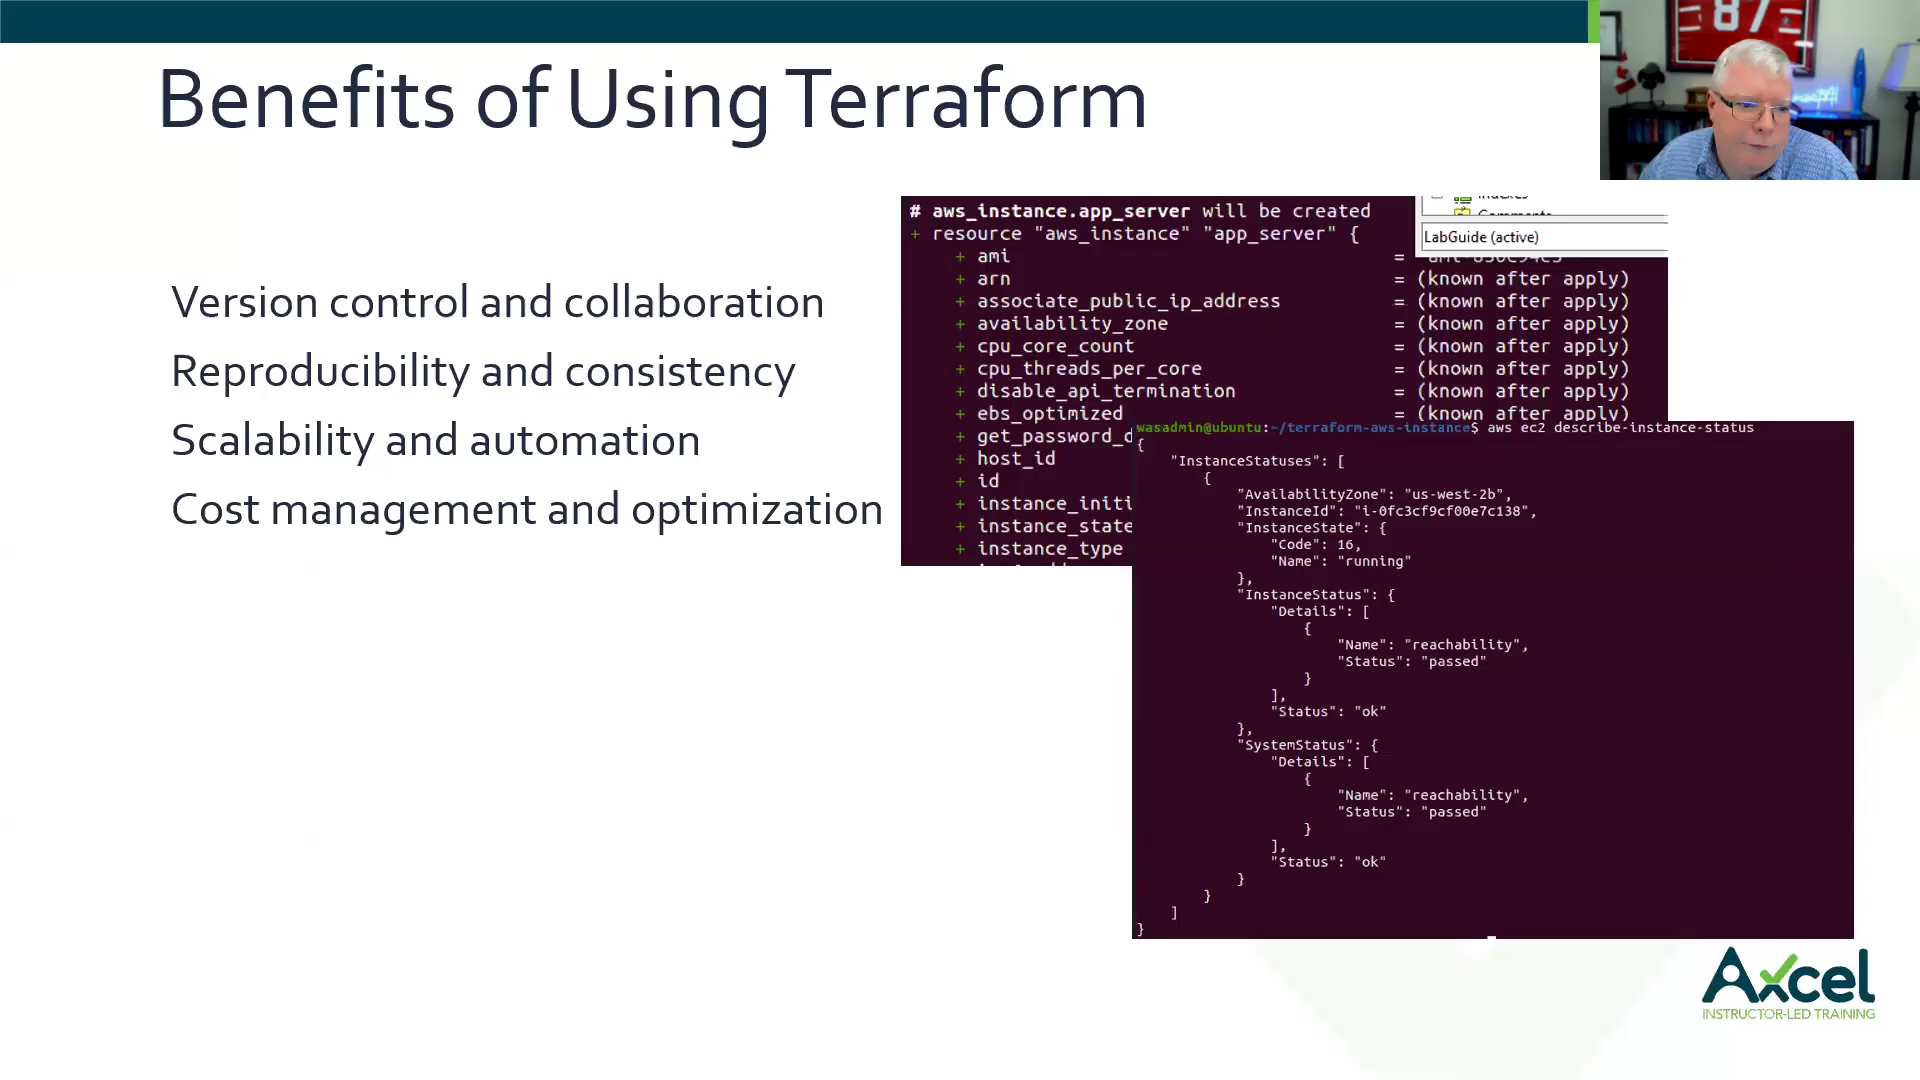 Benefits of Using Terraform
87
Version control and collaboration
Reproducibility and consistency
Scalability and automation
Cost management and optimization
# aws_instance.app_server will be created
+ resource "aws_instance" "app_server" {
+ ami =
+ arn = (known after apply)
+ associate_public_ip_address = (known after apply)
+ availability_zone = (known after apply)
+ cpu_core_count = (known after apply)
+ cpu_threads_per_core = (known after apply)
+ disable_api_termination = (known after apply)
+ ebs_optimized = (known after apply)
+ get_password_d
+ host_id
+ id
+ instance_initi
+ instance_state
+ instance_type
LabGuide (active)
wasadmin@ubuntu:~/terraform-aws-instance$ aws ec2 describe-instance-status
{
"InstanceStatuses": [
{
"AvailabilityZone": "us-west-2b",
"InstanceId": "i-0fc3cf9cf00e7c138",
"InstanceState": {
"Code": 16,
"Name": "running"
},
"InstanceStatus": {
"Details": [
{
"Name": "reachability",
"Status": "passed"
}
],
"Status": "ok"
},
"SystemStatus": {
"Details": [
{
"Name": "reachability",
"Status": "passed"
}
],
"Status": "ok"
}
}
]
}
Axcel
INSTRUCTOR-LED TRAINING